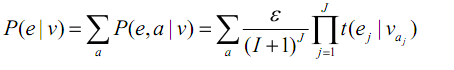 P(e | v) = ∑_a P(e, a | v) = ∑_a ε / (I + 1)^J ∏_{j=1}^{J} t(e_j | v_{a_j})